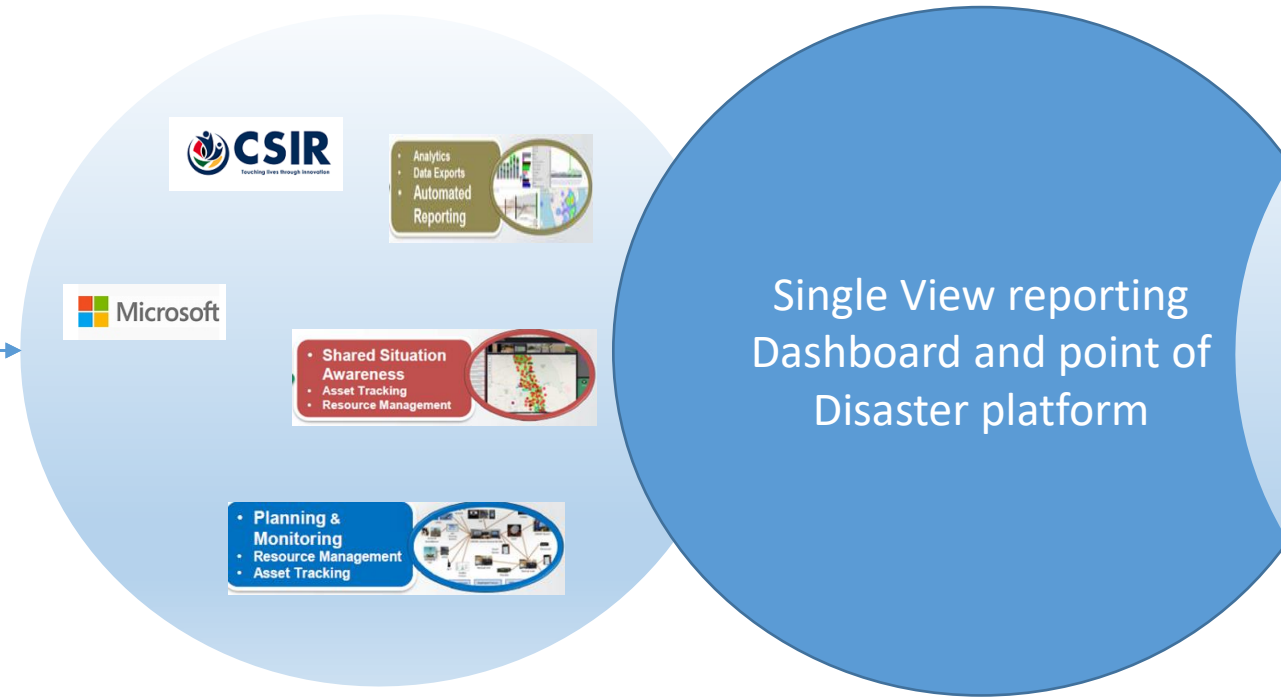 CSIR
Touching lives through innovation
• Analytics
• Data Exports
• Automated
Reporting
Microsoft
• Shared Situation
Awareness
• Asset Tracking
• Resource Management
• Planning &
Monitoring
• Resource Management
• Asset Tracking
Single View reporting
Dashboard and point of
Disaster platform